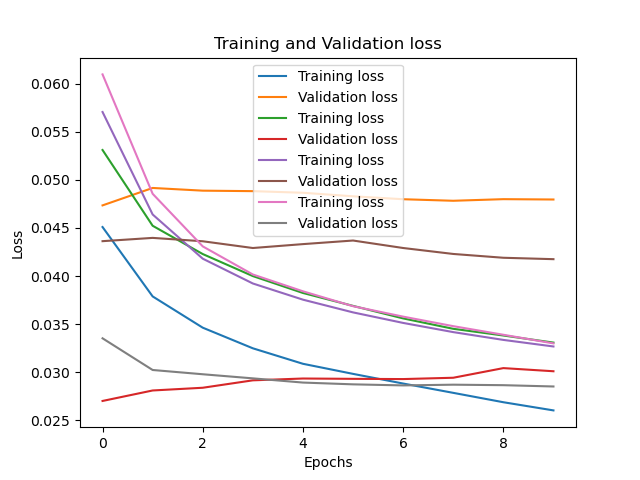 Training and Validation loss
Training loss
Validation loss
Training loss
Validation loss
Training loss
Validation loss
Training loss
Validation loss
0.060
0.055
0.050
0.045
0.040
0.035
0.030
0.025
Loss
0 2 4 6 8
Epochs